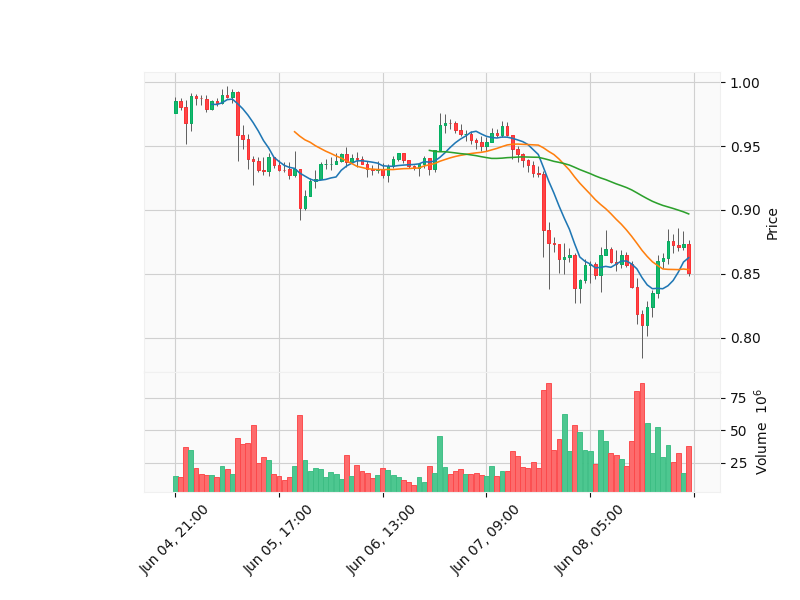 1.00
0.95
0.90
0.85
0.80
Price
75
50
25
Volume 10^6
Jun 04, 21:00
Jun 05, 17:00
Jun 06, 13:00
Jun 07, 09:00
Jun 08, 05:00